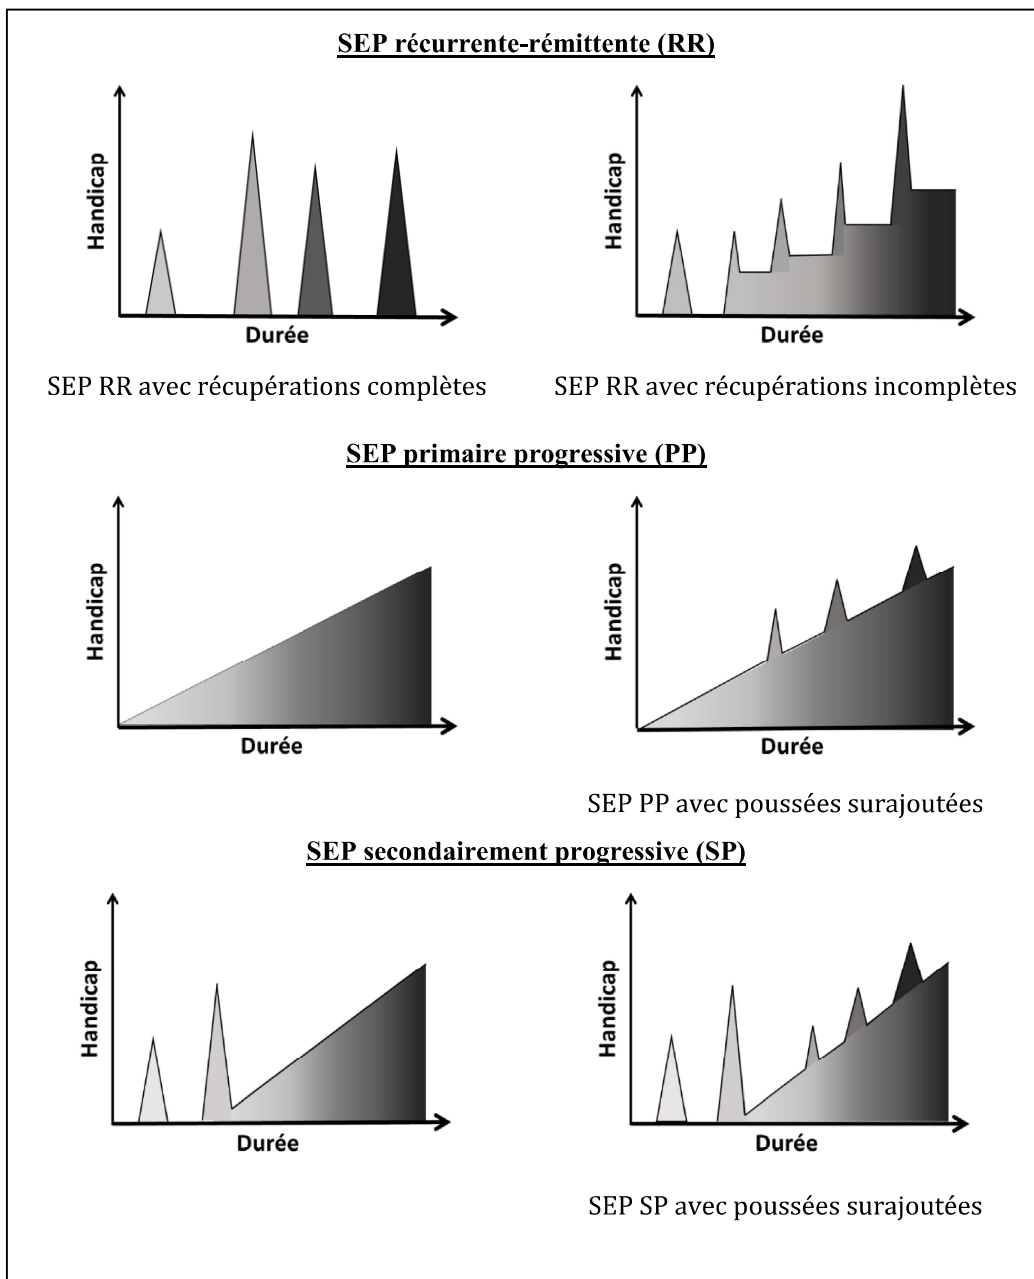 SEP récurrente-rémittente (RR)
Handicap
Durée
Handicap
Durée
SEP RR avec récupérations complètes
SEP RR avec récupérations incomplètes
SEP primaire progressive (PP)
Handicap
Durée
Handicap
Durée
SEP PP avec poussées surajoutées
SEP secondairement progressive (SP)
Handicap
Durée
Handicap
Durée
SEP SP avec poussées surajoutées